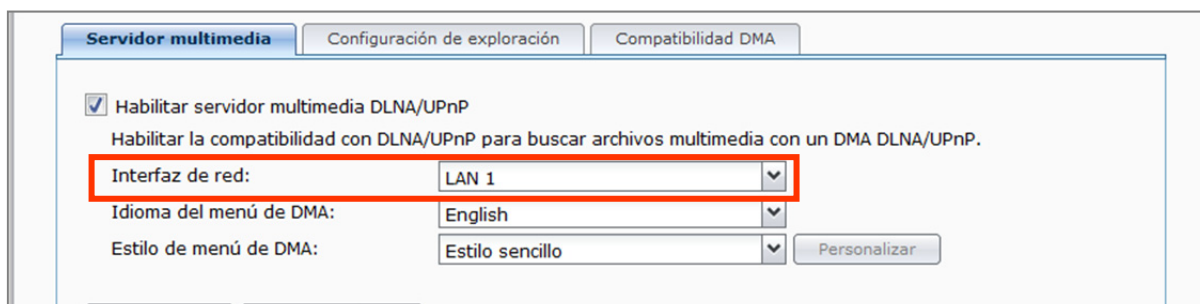 Servidor multimedia Configuración de exploración Compatibilidad DMA
Habilitar servidor multimedia DLNA/UPnP
Habilitar la compatibilidad con DLNA/UPnP para buscar archivos multimedia con un DMA DLNA/UPnP.
Interfaz de red: LAN 1
Idioma del menú de DMA: English
Estilo de menú de DMA: Estilo sencillo Personalizar